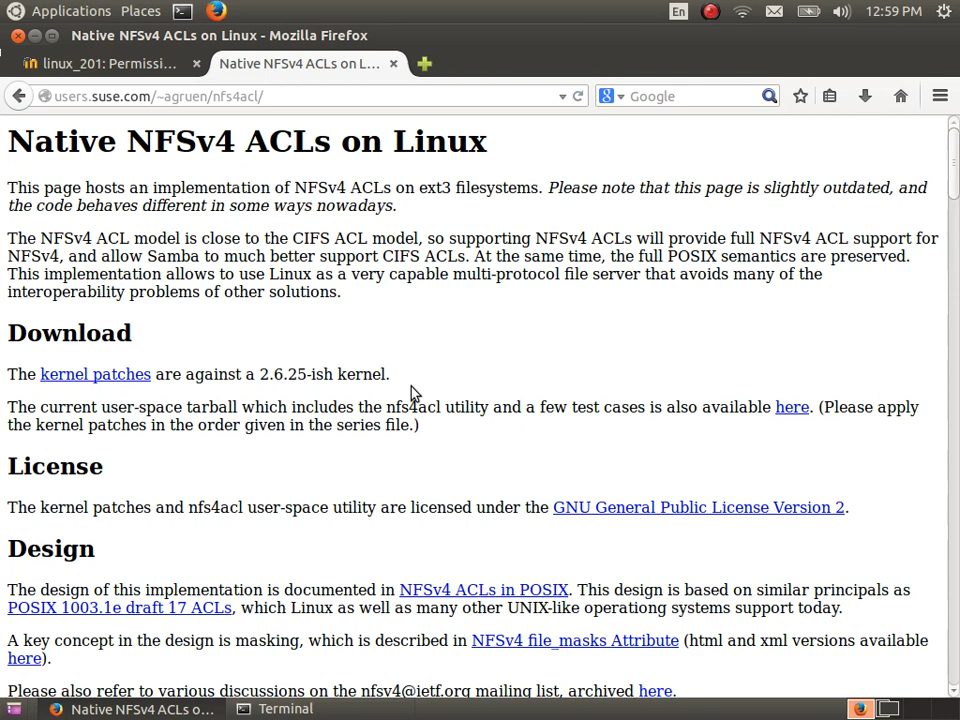 Applications Places En 12:59 PM
Native NFSv4 ACLs on Linux - Mozilla Firefox
linux_201: Permissi... Native NFSv4 ACLs on L...
users.suse.com/~agruen/nfs4acl/ Google
Native NFSv4 ACLs on Linux
This page hosts an implementation of NFSv4 ACLs on ext3 filesystems. Please note that this page is slightly outdated, and
the code behaves different in some ways nowadays.
The NFSv4 ACL model is close to the CIFS ACL model, so supporting NFSv4 ACLs will provide full NFSv4 ACL support for
NFSv4, and allow Samba to much better support CIFS ACLs. At the same time, the full POSIX semantics are preserved.
This implementation allows to use Linux as a very capable multi-protocol file server that avoids many of the
interoperability problems of other solutions.
Download
The kernel patches are against a 2.6.25-ish kernel.
The current user-space tarball which includes the nfs4acl utility and a few test cases is also available here. (Please apply
the kernel patches in the order given in the series file.)
License
The kernel patches and nfs4acl user-space utility are licensed under the GNU General Public License Version 2.
Design
The design of this implementation is documented in NFSv4 ACLs in POSIX. This design is based on similar principals as
POSIX 1003.1e draft 17 ACLs, which Linux as well as many other UNIX-like operationg systems support today.
A key concept in the design is masking, which is described in NFSv4 file_masks Attribute (html and xml versions available
here).
Please also refer to various discussions on the nfsv4@ietf.org mailing list, archived here.
Native NFSv4 ACLs o... Terminal